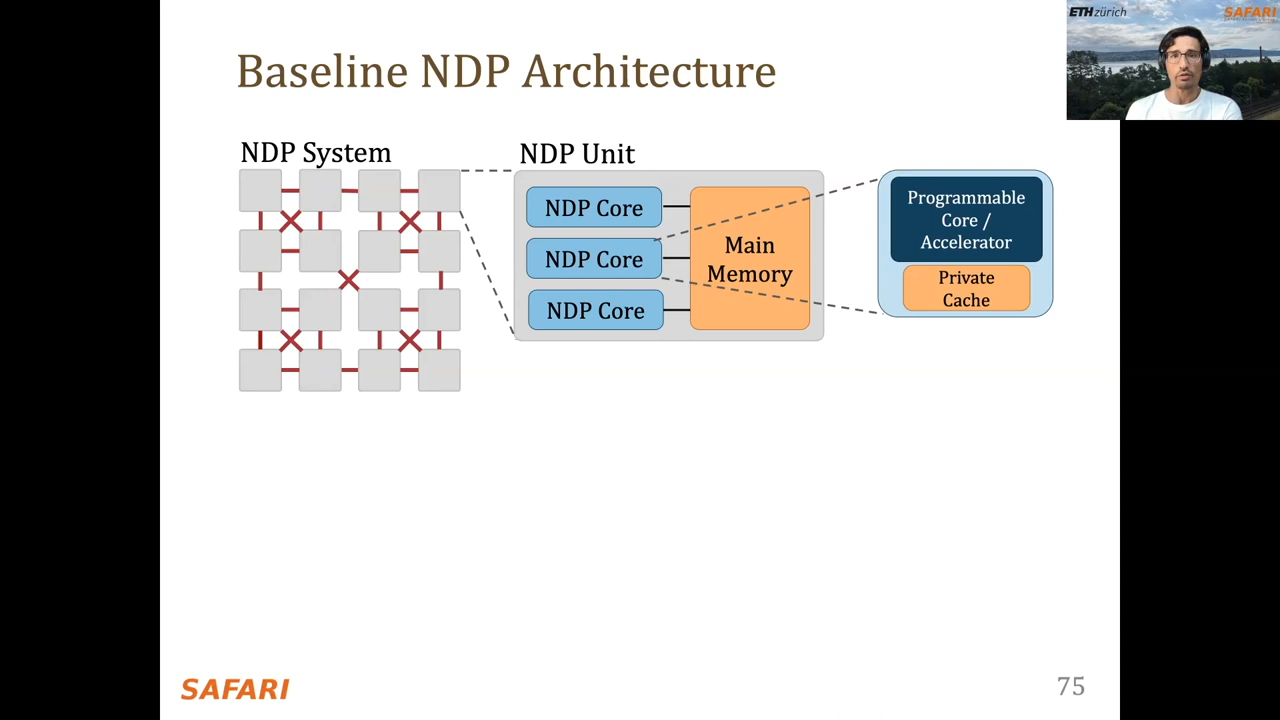 ETH zürich
SAFARI
Baseline NDP Architecture
NDP System
NDP Unit
NDP Core
NDP Core
NDP Core
Main
Memory
Programmable
Core /
Accelerator
Private
Cache
SAFARI
75